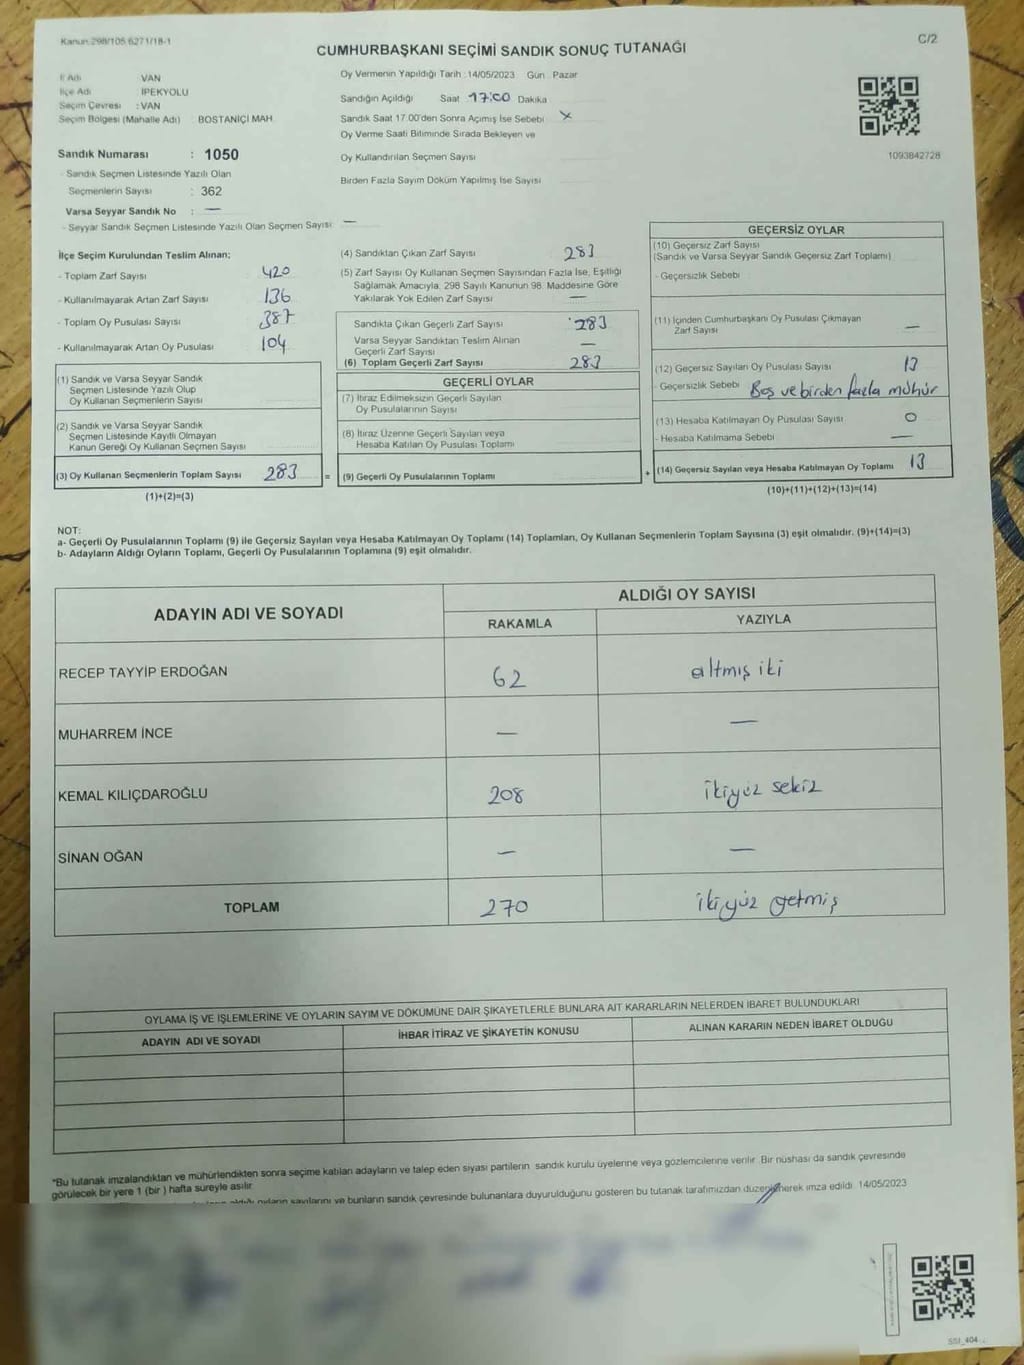 Kanun 298/105 6271/18-1
C/2
CUMHURBAŞKANI SEÇİMİ SANDIK SONUÇ TUTANAĞI
İl Adı VAN
İlçe Adı İPEKYOLU
Seçim Çevresi : VAN
Seçim Bölgesi (Mahalle Adı) : BOSTANİÇİ MAH.
Oy Vermenin Yapıldığı Tarih :14/05/2023 Gün : Pazar
Sandığın Açıldığı Saat 17:00 Dakika
Sandık Saat 17.00'den Sonra Açımış İse Sebebi x
Oy Verme Saati Bitiminde Sırada Bekleyen ve
Oy Kullandırılan Seçmen Sayısı
Birden Fazla Sayım Döküm Yapılmış İse Sayısı
1093842728
Sandık Numarası : 1050
- Sandık Seçmen Listesinde Yazılı Olan
Seçmenlerin Sayısı : 362
Varsa Seyyar Sandık No : —
- Seyyar Sandık Seçmen Listesinde Yazılı Olan Seçmen Sayısı: —
İlçe Seçim Kurulundan Teslim Alınan:
- Toplam Zarf Sayısı 420
- Kullanılmayarak Artan Zarf Sayısı 136
- Toplam Oy Pusulası Sayısı 387
- Kullanılmayarak Artan Oy Pusulası 104
(1) Sandık ve Varsa Seyyar Sandık
Seçmen Listesinde Yazılı Olup
Oy Kullanan Seçmenlerin Sayısı
(2) Sandık ve Varsa Seyyar Sandık
Seçmen Listesinde Kayıtlı Olmayan
Kanun Gereği Oy Kullanan Seçmen Sayısı
(3) Oy Kullanan Seçmenlerin Toplam Sayısı 283
(1)+(2)=(3)
(4) Sandıktan Çıkan Zarf Sayısı 283
(5) Zarf Sayısı Oy Kullanan Seçmen Sayısından Fazla İse, Eşitliği
Sağlamak Amacıyla; 298 Sayılı Kanunun 98. Maddesine Göre
Yakılarak Yok Edilen Zarf Sayısı —
Sandıkta Çıkan Geçerli Zarf Sayısı 283
Varsa Seyyar Sandıktan Teslim Alınan
Geçerli Zarf Sayısı —
(6) Toplam Geçerli Zarf Sayısı 283
GEÇERLİ OYLAR
(7) İtiraz Edilmeksizin Geçerli Sayılan
Oy Pusulalarının Sayısı
(8) İtiraz Üzerine Geçerli Sayılan veya
Hesaba Katılan Oy Pusulası Toplamı
= (9) Geçerli Oy Pusulalarının Toplamı
GEÇERSİZ OYLAR
(10) Geçersiz Zarf Sayısı
(Sandık ve Varsa Seyyar Sandık Geçersiz Zarf Toplamı)
- Geçersizlik Sebebi
(11) İçinden Cumhurbaşkanı Oy Pusulası Çıkmayan
Zarf Sayısı —
(12) Geçersiz Sayılan Oy Pusulası Sayısı 13
- Geçersizlik Sebebi Boş ve birden fazla mühür
(13) Hesaba Katılmayan Oy Pusulası Sayısı 0
- Hesaba Katılmama Sebebi —
+ (14) Geçersiz Sayılan veya Hesaba Katılmayan Oy Toplamı 13
(10)+(11)+(12)+(13)=(14)
NOT:
a- Geçerli Oy Pusulalarının Toplamı (9) ile Geçersiz Sayılan veya Hesaba Katılmayan Oy Toplamı (14) Toplamları, Oy Kullanan Seçmenlerin Toplam Sayısına (3) eşit olmalıdır. (9)+(14)=(3)
b- Adayların Aldığı Oyların Toplamı, Geçerli Oy Pusulalarının Toplamına (9) eşit olmalıdır.
ADAYIN ADI VE SOYADI
ALDIĞI OY SAYISI
RAKAMLA YAZIYLA
RECEP TAYYİP ERDOĞAN 62 altmış iki
MUHARREM İNCE — —
KEMAL KILIÇDAROĞLU 208 ikiyüz sekiz
SİNAN OĞAN — —
TOPLAM 270 ikiyüz yetmiş
OYLAMA İŞ VE İŞLEMLERİNE VE OYLARIN SAYIM VE DÖKÜMÜNE DAİR ŞİKAYETLERLE BUNLARA AİT KARARLARIN NELERDEN İBARET BULUNDUKLARI
ADAYIN ADI VE SOYADI İHBAR İTİRAZ VE ŞİKAYETİN KONUSU ALINAN KARARIN NEDEN İBARET OLDUĞU
*Bu tutanak imzalandıktan ve mühürlendikten sonra seçime katılan adayların ve talep eden siyasi partilerin sandık kurulu üyelerine veya gözlemcilerine verilir. Bir nüshası da sandık çevresinde
görülecek bir yere 1 (bir ) hafta süreyle asılır.
oyların sayılarını ve bunların sandık çevresinde bulunanlara duyurulduğunu gösteren bu tutanak tarafımızdan düzenlenerek imza edildi. 14/05/2023
SSI_404